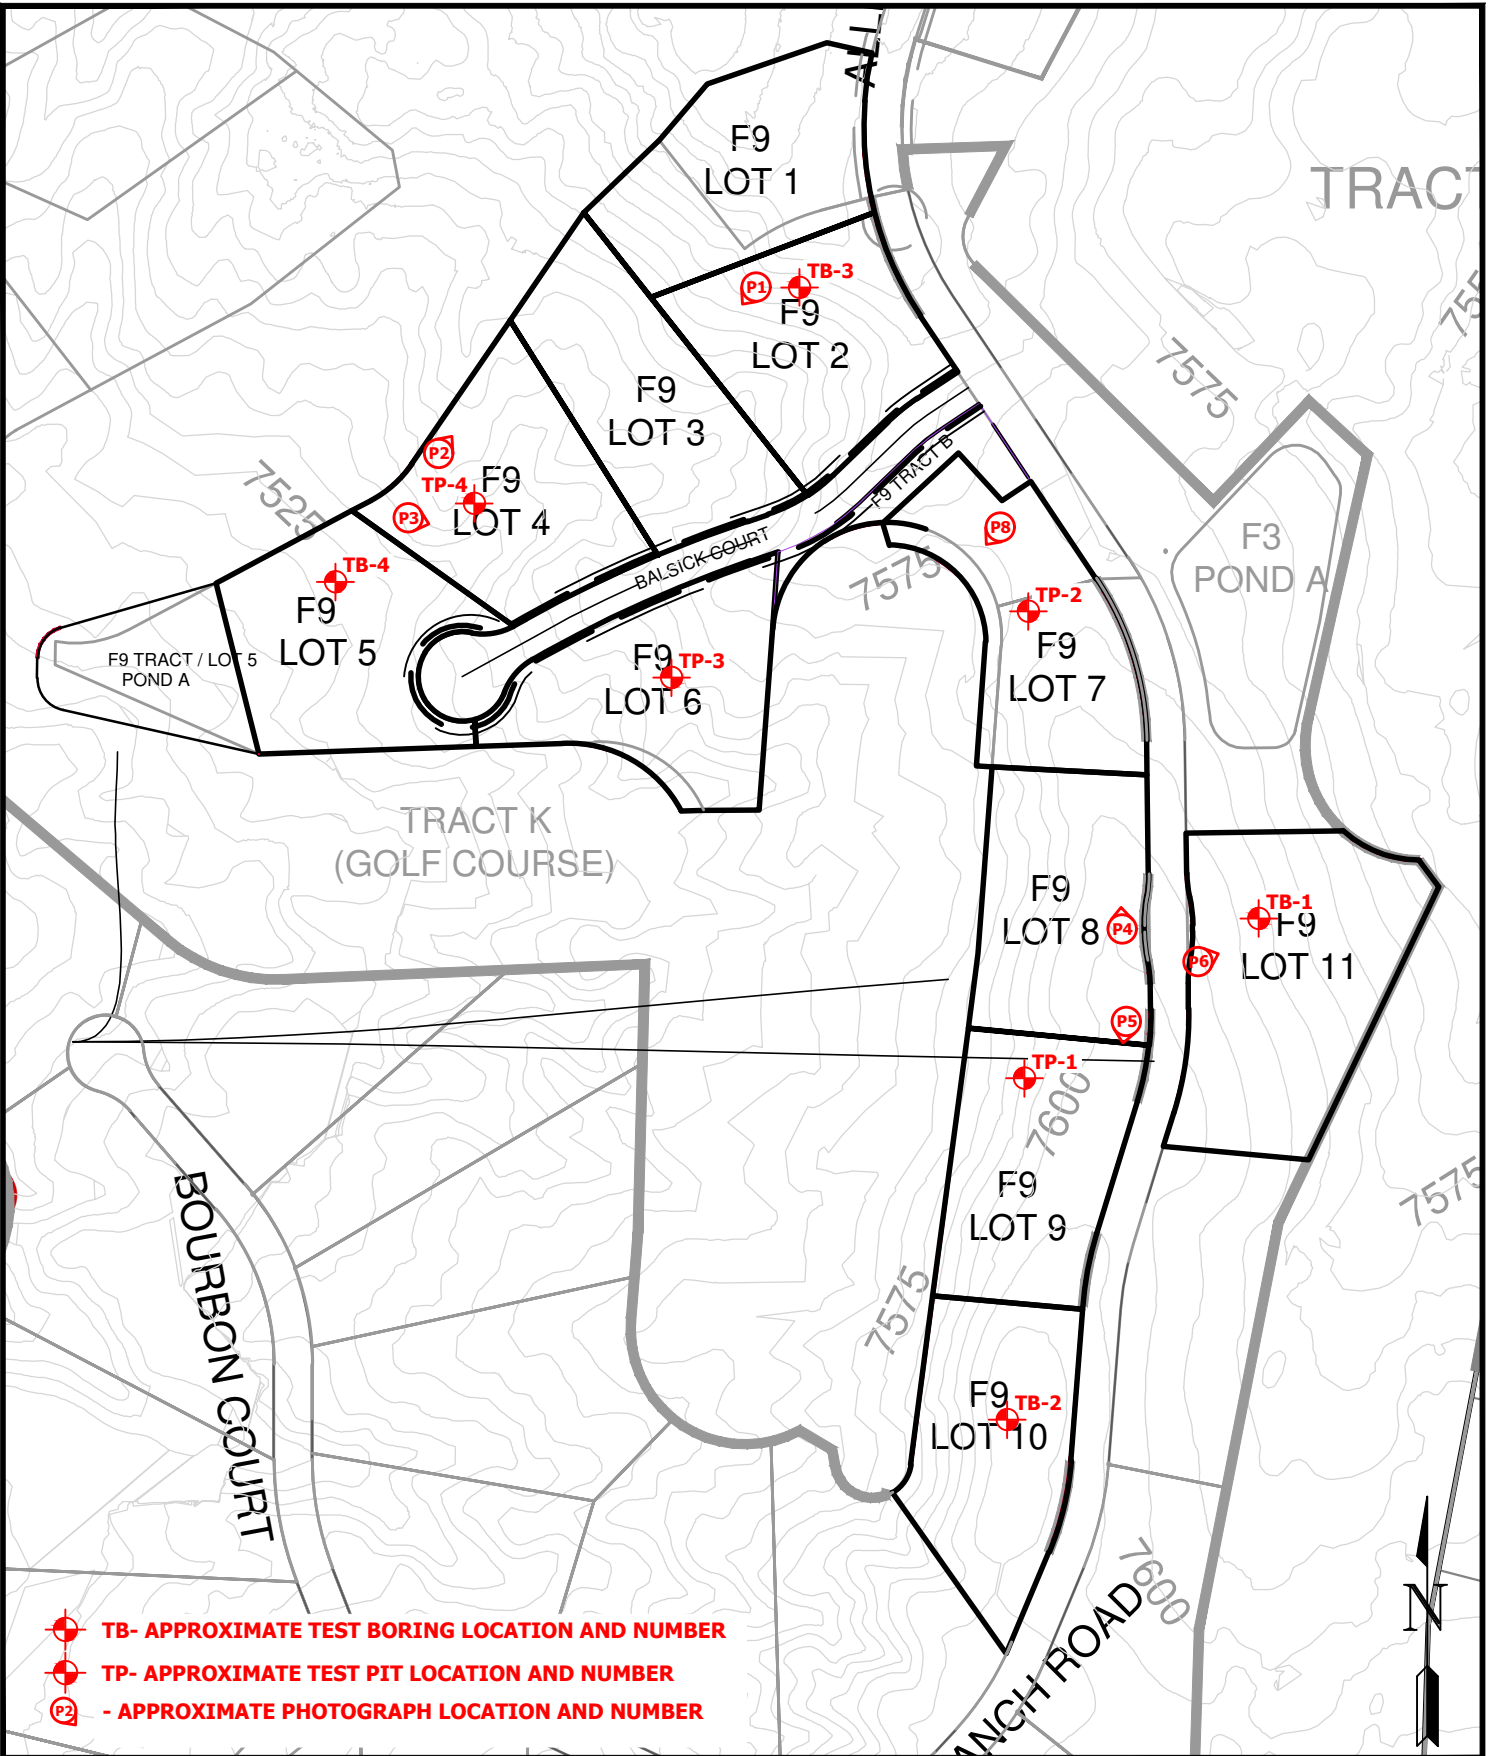 ALL
F9
LOT 1
TRACT
P1
TB-3
F9
LOT 2
755
7575
F9
LOT 3
F9 TRACT B
P2
TP-4
F9
LOT 4
P3
7525
P8
F3
POND A
BALSICK COURT
7575
TB-4
F9
LOT 5
TP-2
F9
LOT 7
F9 TRACT / LOT 5
POND A
F9
TP-3
LOT 6
TRACT K
(GOLF COURSE)
F9
LOT 8
P4
TB-1
F9
LOT 11
P6
P5
TP-1
7600
F9
LOT 9
7575
BOURBON COURT
7575
F9
TB-2
LOT 10
7600
ANCH ROAD
N
TB- APPROXIMATE TEST BORING LOCATION AND NUMBER
TP- APPROXIMATE TEST PIT LOCATION AND NUMBER
P2 - APPROXIMATE PHOTOGRAPH LOCATION AND NUMBER